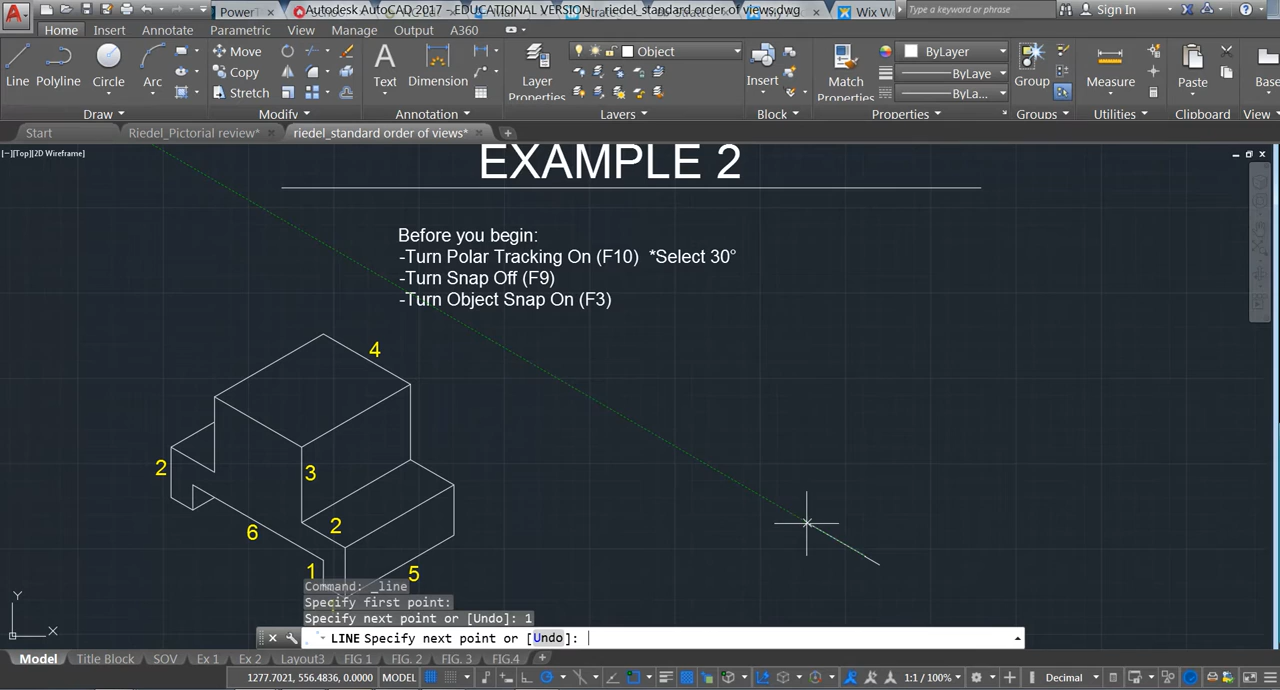 PowerT
Autodesk AutoCAD 2017 - EDUCATIONAL VERSION riedel_standard order of views.dwg
Wix W
Type a keyword or phrase
Sign In
Home Insert Annotate Parametric View Manage Output A360
Line Polyline Circle Arc
Move
Copy
Stretch
Text Dimension
Layer Properties
Object
Insert
Match Properties
ByLayer
ByLaye
ByLa...
Group
Measure
Paste
Base
Draw Modify Annotation Layers Block Properties Groups Utilities Clipboard View
Start Riedel_Pictorial review* riedel_standard order of views*
[−][Top][2D Wireframe]
EXAMPLE 2
Before you begin:
-Turn Polar Tracking On (F10) *Select 30°
-Turn Snap Off (F9)
-Turn Object Snap On (F3)
4
2
3
2
6
1
5
Command: _line
Specify first point:
Specify next point or [Undo]: 1
LINE Specify next point or [Undo]:
Y
X
Model Title Block SOV Ex 1 Ex 2 Layout3 FIG 1 FIG. 2 FIG. 3 FIG.4
1277.7021, 556.4836, 0.0000 MODEL 1:1 / 100% Decimal